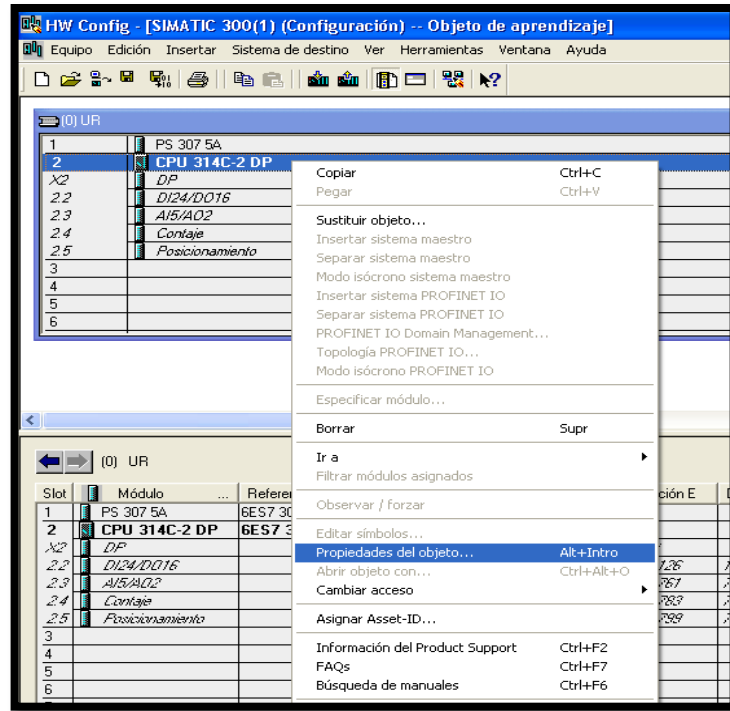 HW Config - [SIMATIC 300(1) (Configuración) -- Objeto de aprendizaje]
Equipo Edición Insertar Sistema de destino Ver Herramientas Ventana Ayuda
(0) UR
1 PS 307 5A
2 CPU 314C-2 DP
X2 DP
2.2 DI24/DO16
2.3 AI5/AO2
2.4 Contaje
2.5 Posicionamiento
3
4
5
6
Copiar Ctrl+C
Pegar Ctrl+V
Sustituir objeto...
Insertar sistema maestro
Separar sistema maestro
Modo isócrono sistema maestro
Insertar sistema PROFINET IO
Separar sistema PROFINET IO
PROFINET IO Domain Management...
Topología PROFINET IO...
Modo isócrono PROFINET IO
Especificar módulo...
Borrar Supr
Ir a
Filtrar módulos asignados
Observar / forzar
Editar símbolos...
Propiedades del objeto... Alt+Intro
Abrir objeto con... Ctrl+Alt+O
Cambiar acceso
Asignar Asset-ID...
Información del Product Support Ctrl+F2
FAQs Ctrl+F7
Búsqueda de manuales Ctrl+F6
(0) UR
Slot Módulo ... Referen ción E
1 PS 307 5A 6ES7 30
2 CPU 314C-2 DP 6ES7 3
X2 DP
2.2 DI24/DO16 126
2.3 AI5/AO2 761
2.4 Contaje 783
2.5 Posicionamiento 799
3
4
5
6